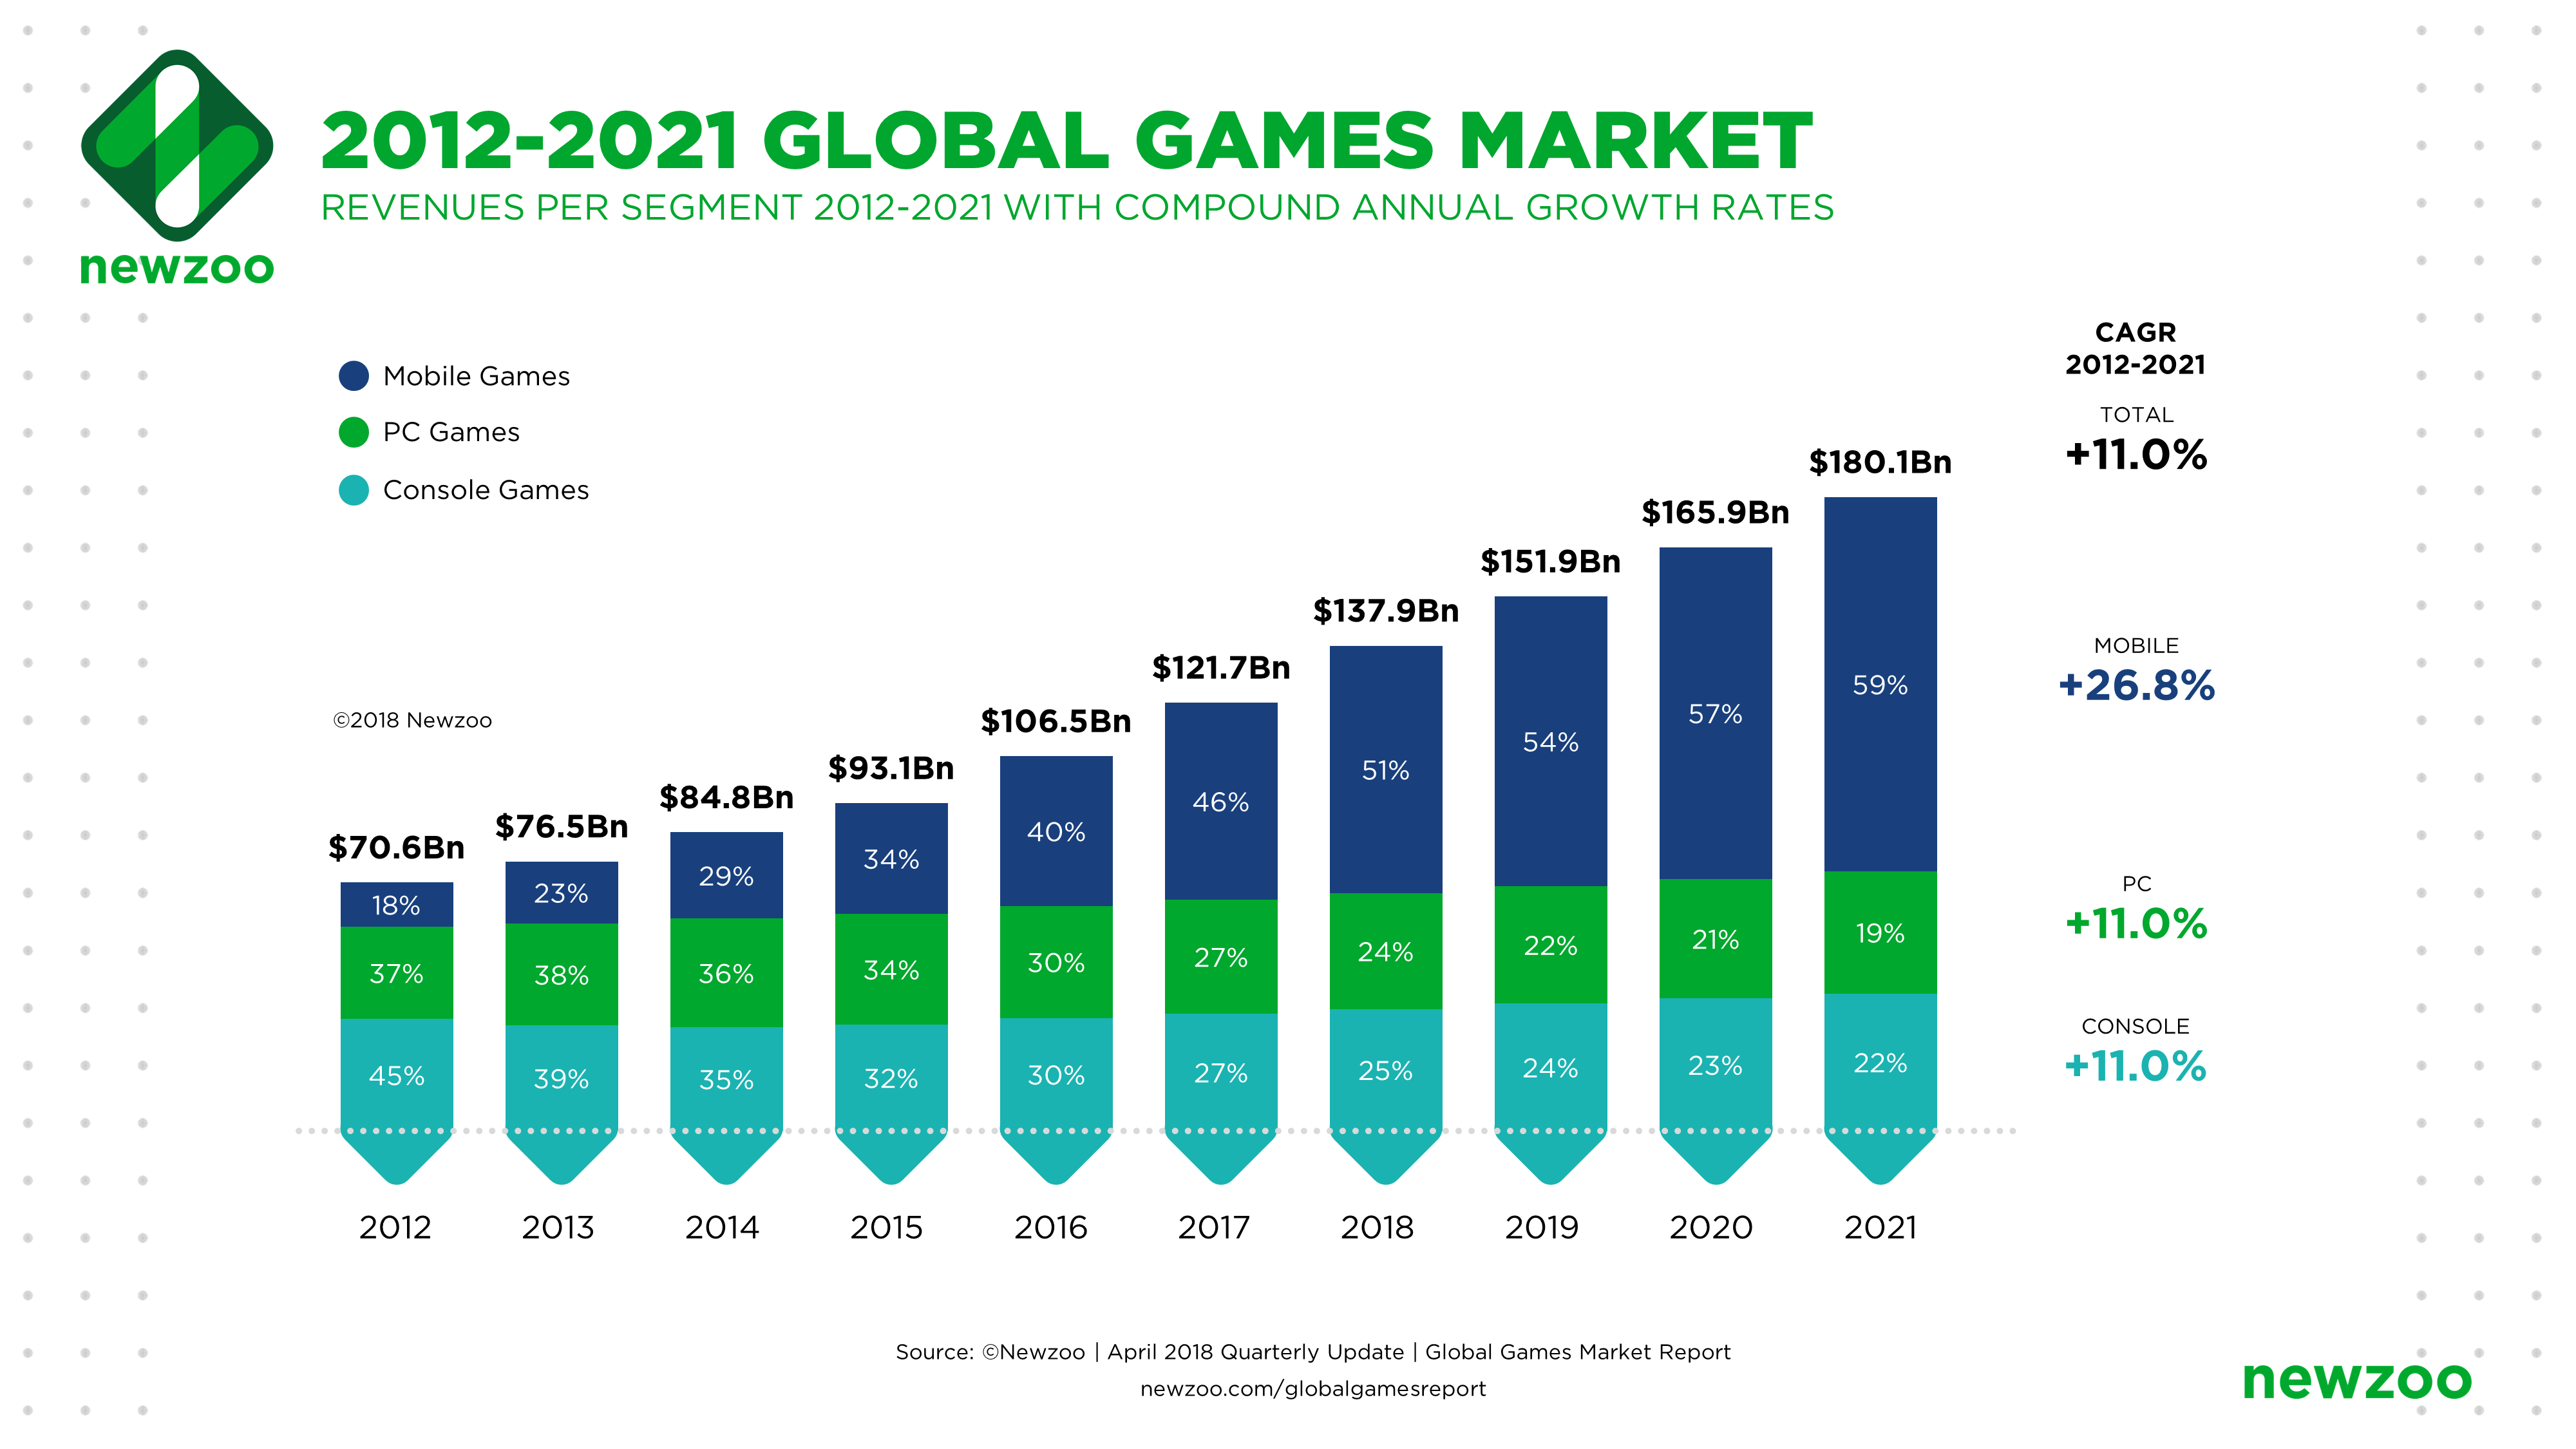 2012-2021 GLOBAL GAMES MARKET
REVENUES PER SEGMENT 2012-2021 WITH COMPOUND ANNUAL GROWTH RATES
newzoo
Mobile Games
PC Games
Console Games
©2018 Newzoo
$70.6Bn
18%
37%
45%
2012
$76.5Bn
23%
38%
39%
2013
$84.8Bn
29%
36%
35%
2014
$93.1Bn
34%
34%
32%
2015
$106.5Bn
40%
30%
30%
2016
$121.7Bn
46%
27%
27%
2017
$137.9Bn
51%
24%
25%
2018
$151.9Bn
54%
22%
24%
2019
$165.9Bn
57%
21%
23%
2020
$180.1Bn
59%
19%
22%
2021
CAGR
2012-2021
TOTAL
+11.0%
MOBILE
+26.8%
PC
+11.0%
CONSOLE
+11.0%
Source: ©Newzoo | April 2018 Quarterly Update | Global Games Market Report
newzoo.com/globalgamesreport
newzoo